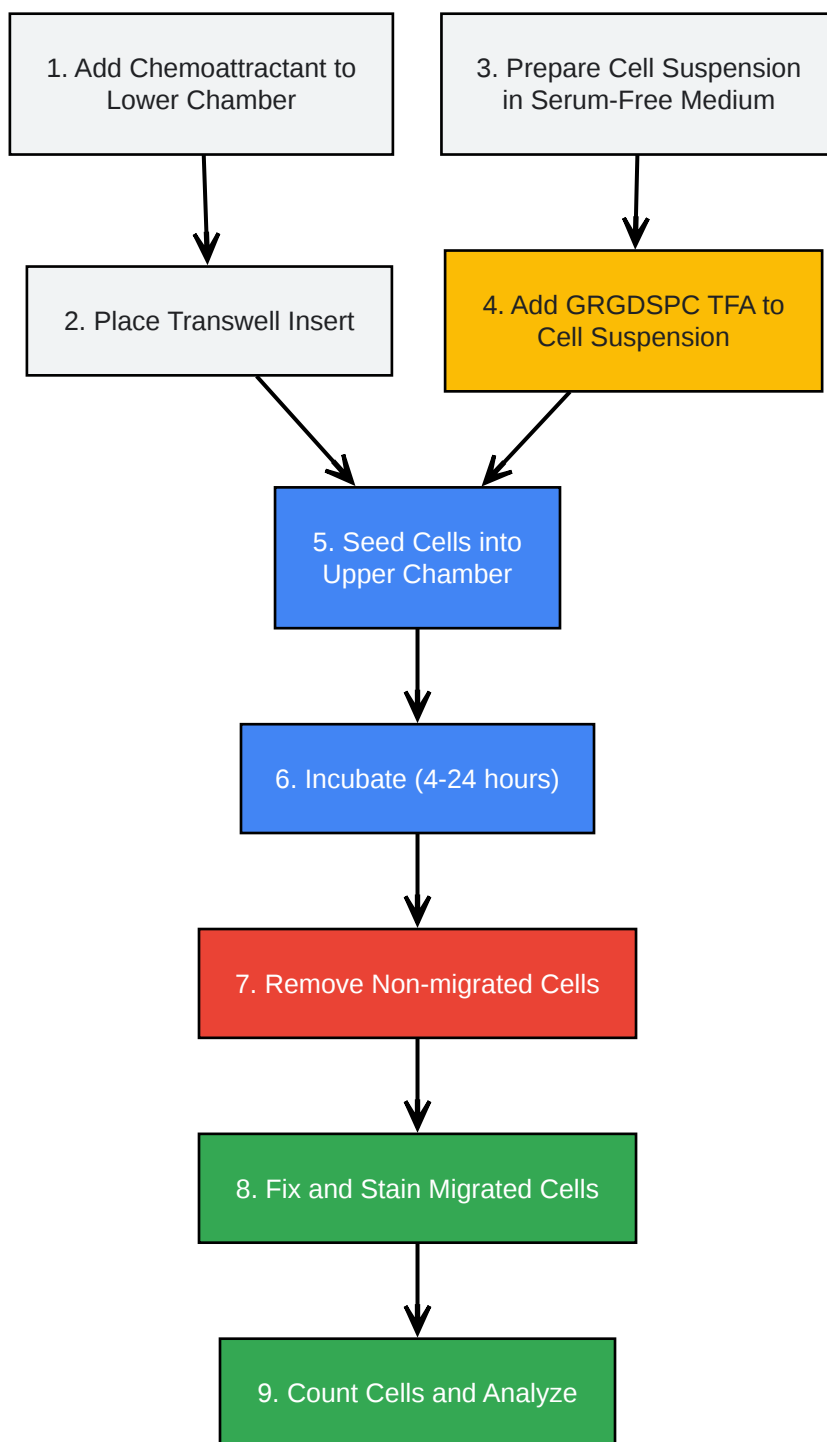 1. Add Chemoattractant to
Lower Chamber
3. Prepare Cell Suspension
in Serum-Free Medium
2. Place Transwell Insert
4. Add GRGDSPC TFA to
Cell Suspension
5. Seed Cells into
Upper Chamber
6. Incubate (4-24 hours)
7. Remove Non-migrated Cells
8. Fix and Stain Migrated Cells
9. Count Cells and Analyze